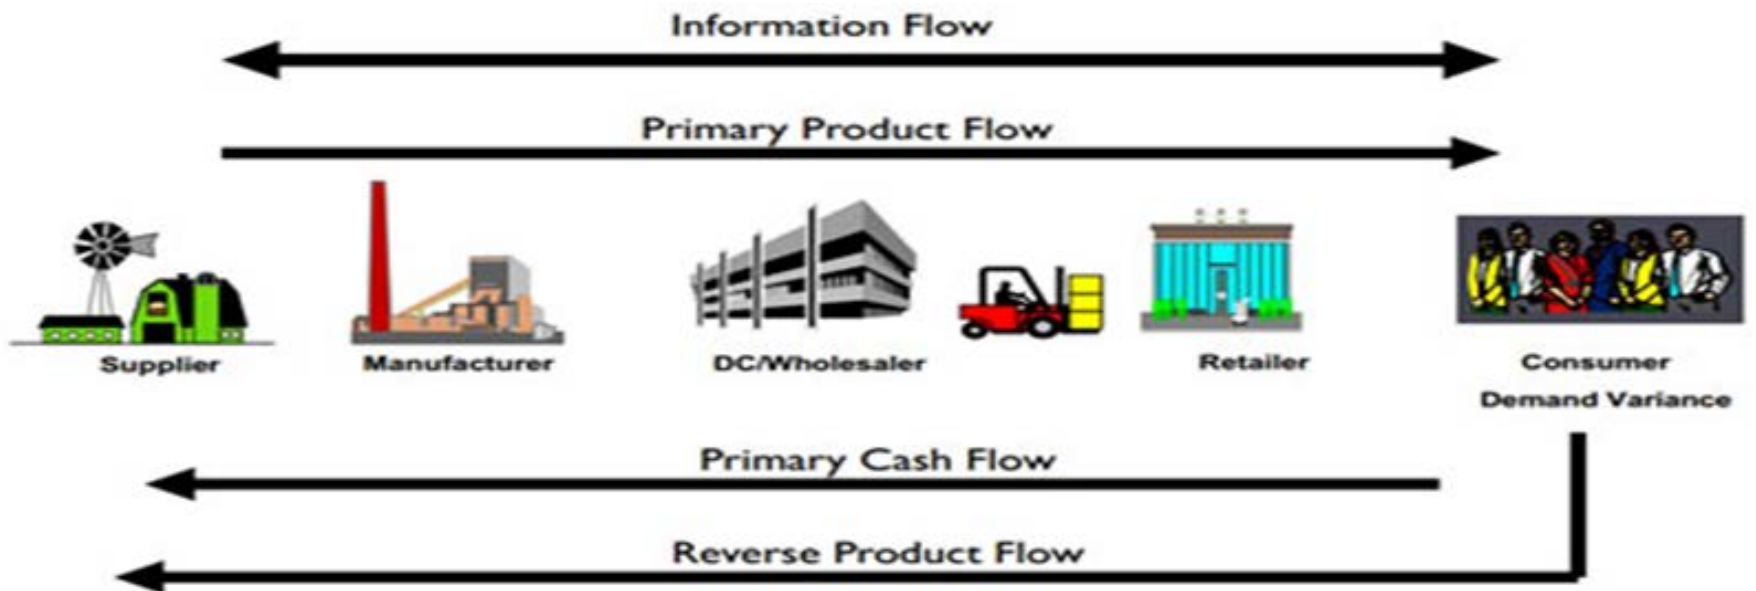 Information Flow
Primary Product Flow
Supplier
Manufacturer
DC/Wholesaler
Retailer
Consumer
Demand Variance
Primary Cash Flow
Reverse Product Flow